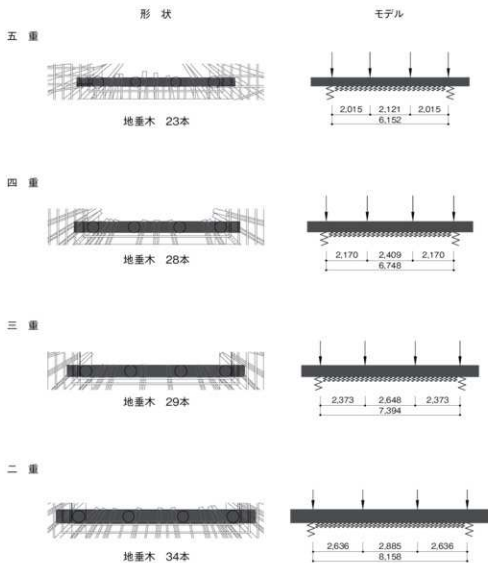 形　状　モデル
五　重
2,015 2,121 2,015
6,152
地垂木　23本
四　重
2,170 2,409 2,170
6,748
地垂木　28本
三　重
2,373 2,648 2,373
7,394
地垂木　29本
二　重
2,636 2,885 2,636
8,158
地垂木　34本